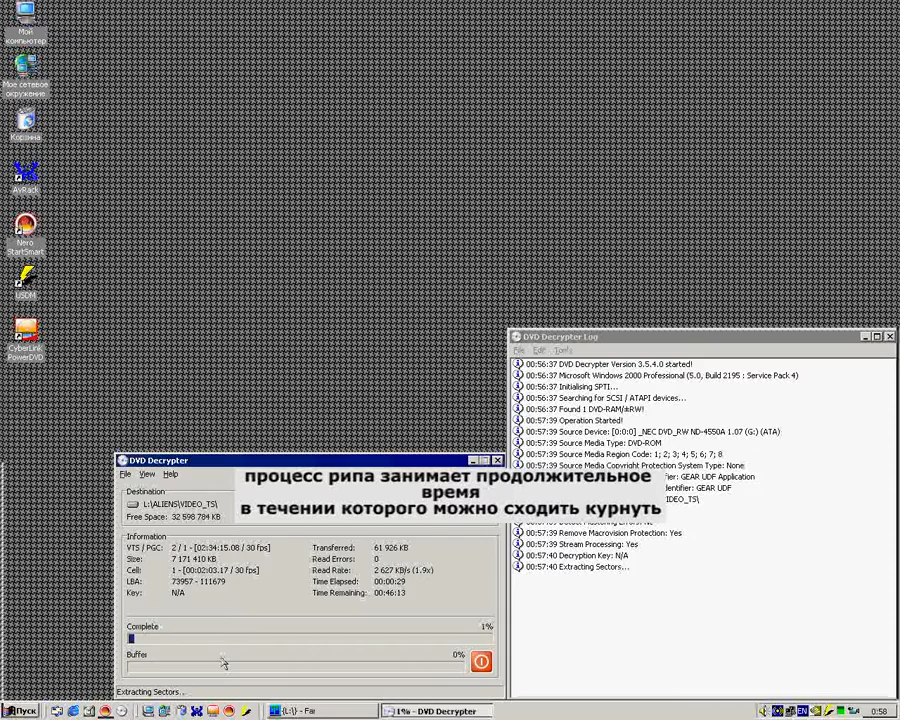 Мой
компьютер
Мое сетевое
окружение
Корзина
AvRack
Nero
StartSmart
USDM
CyberLink
PowerDVD
DVD Decrypter Log
File Edit Tools
00:56:37 DVD Decrypter Version 3.5.4.0 started!
00:56:37 Microsoft Windows 2000 Professional (5.0, Build 2195 : Service Pack 4)
00:56:37 Initialising SPTI...
00:56:37 Searching for SCSI / ATAPI devices...
00:56:37 Found 1 DVD-RAM/±RW!
00:57:39 Operation Started!
00:57:39 Source Device: [0:0:0] _NEC DVD_RW ND-4550A 1.07 (G:) (ATA)
00:57:39 Source Media Type: DVD-ROM
00:57:39 Source Media Region Code: 1; 2; 3; 4; 5; 6; 7; 8
00:57:39 Source Media Copyright Protection System Type: None
GEAR UDF Application
GEAR UDF
VIDEO_TS\
00:57:39 Remove Macrovision Protection: Yes
00:57:39 Stream Processing: Yes
00:57:40 Decryption Key: N/A
00:57:40 Extracting Sectors...
DVD Decrypter
File View Help
процесс рипа занимает продолжительное
время
в течении которого можно сходить курнуть
Destination
L:\ALIENS\VIDEO_TS\
Free Space: 32 598 784 KB
Information
VTS / PGC: 2 / 1 - [02:34:15.08 / 30 fps] Transferred: 61 926 KB
Size: 7 171 410 KB Read Errors: 0
Cell: 1 - [00:02:03.17 / 30 fps] Read Rate: 2 627 KB/s (1.9x)
LBA: 73957 - 111679 Time Elapsed: 00:00:29
Key: N/A Time Remaining: 00:46:13
Complete 1%
Buffer 0%
Extracting Sectors...
Пуск EN {L:\} - Far 1% - DVD Decrypter 0:58